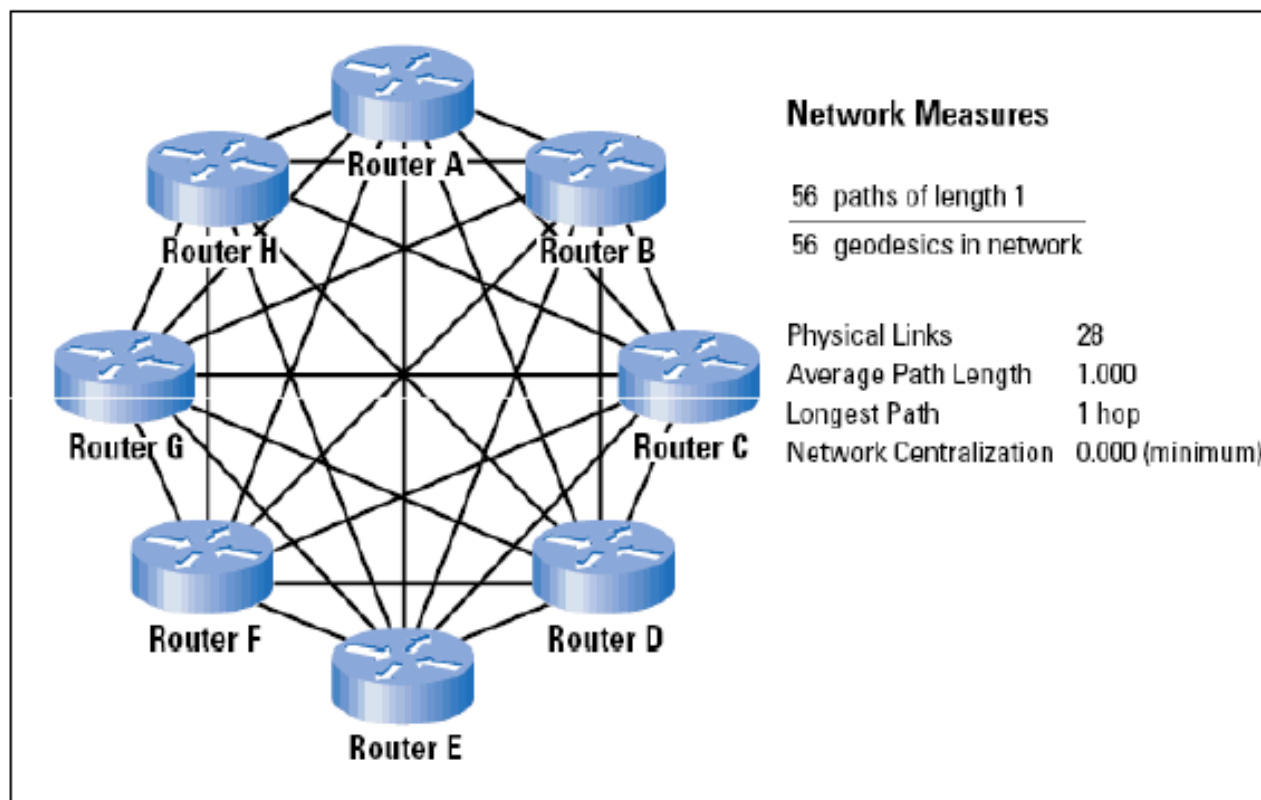 Router A
Router H
Router B
Router G
Router C
Router F
Router D
Router E
Network Measures
56 paths of length 1
56 geodesics in network
Physical Links 28
Average Path Length 1.000
Longest Path 1 hop
Network Centralization 0.000 (minimum)